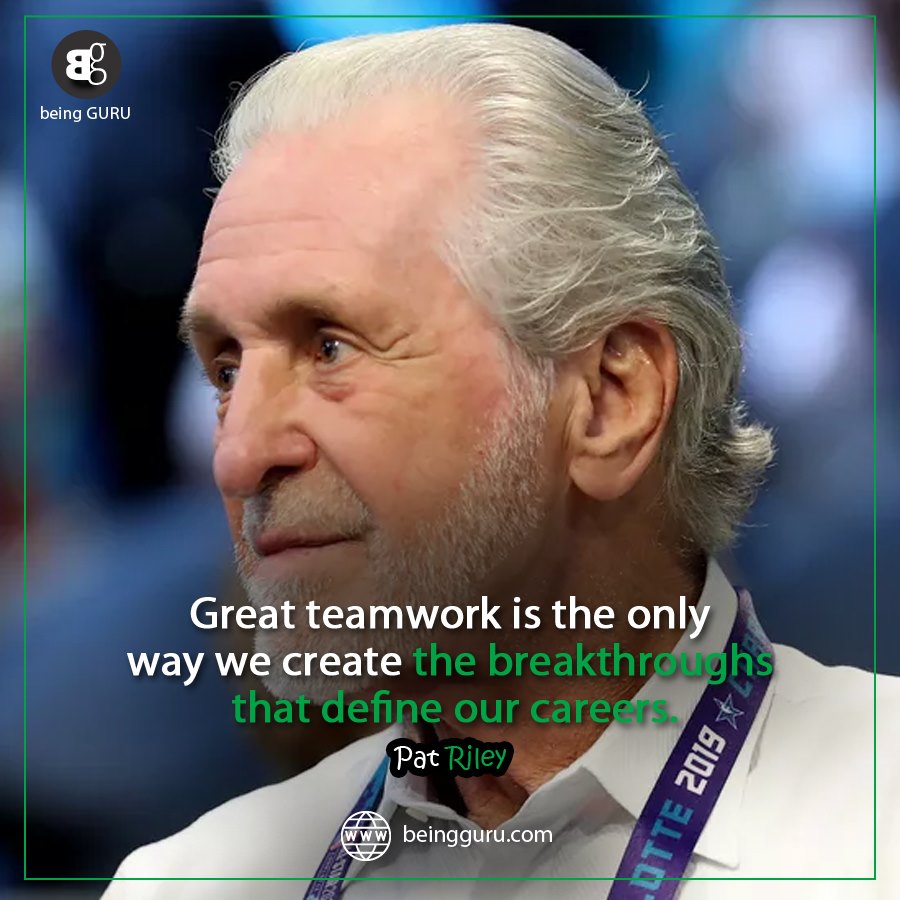 Bg
being GURU
Great teamwork is the only
way we create the breakthroughs
that define our careers.
Pat Riley
www beingguru.com
LOTTE 2019